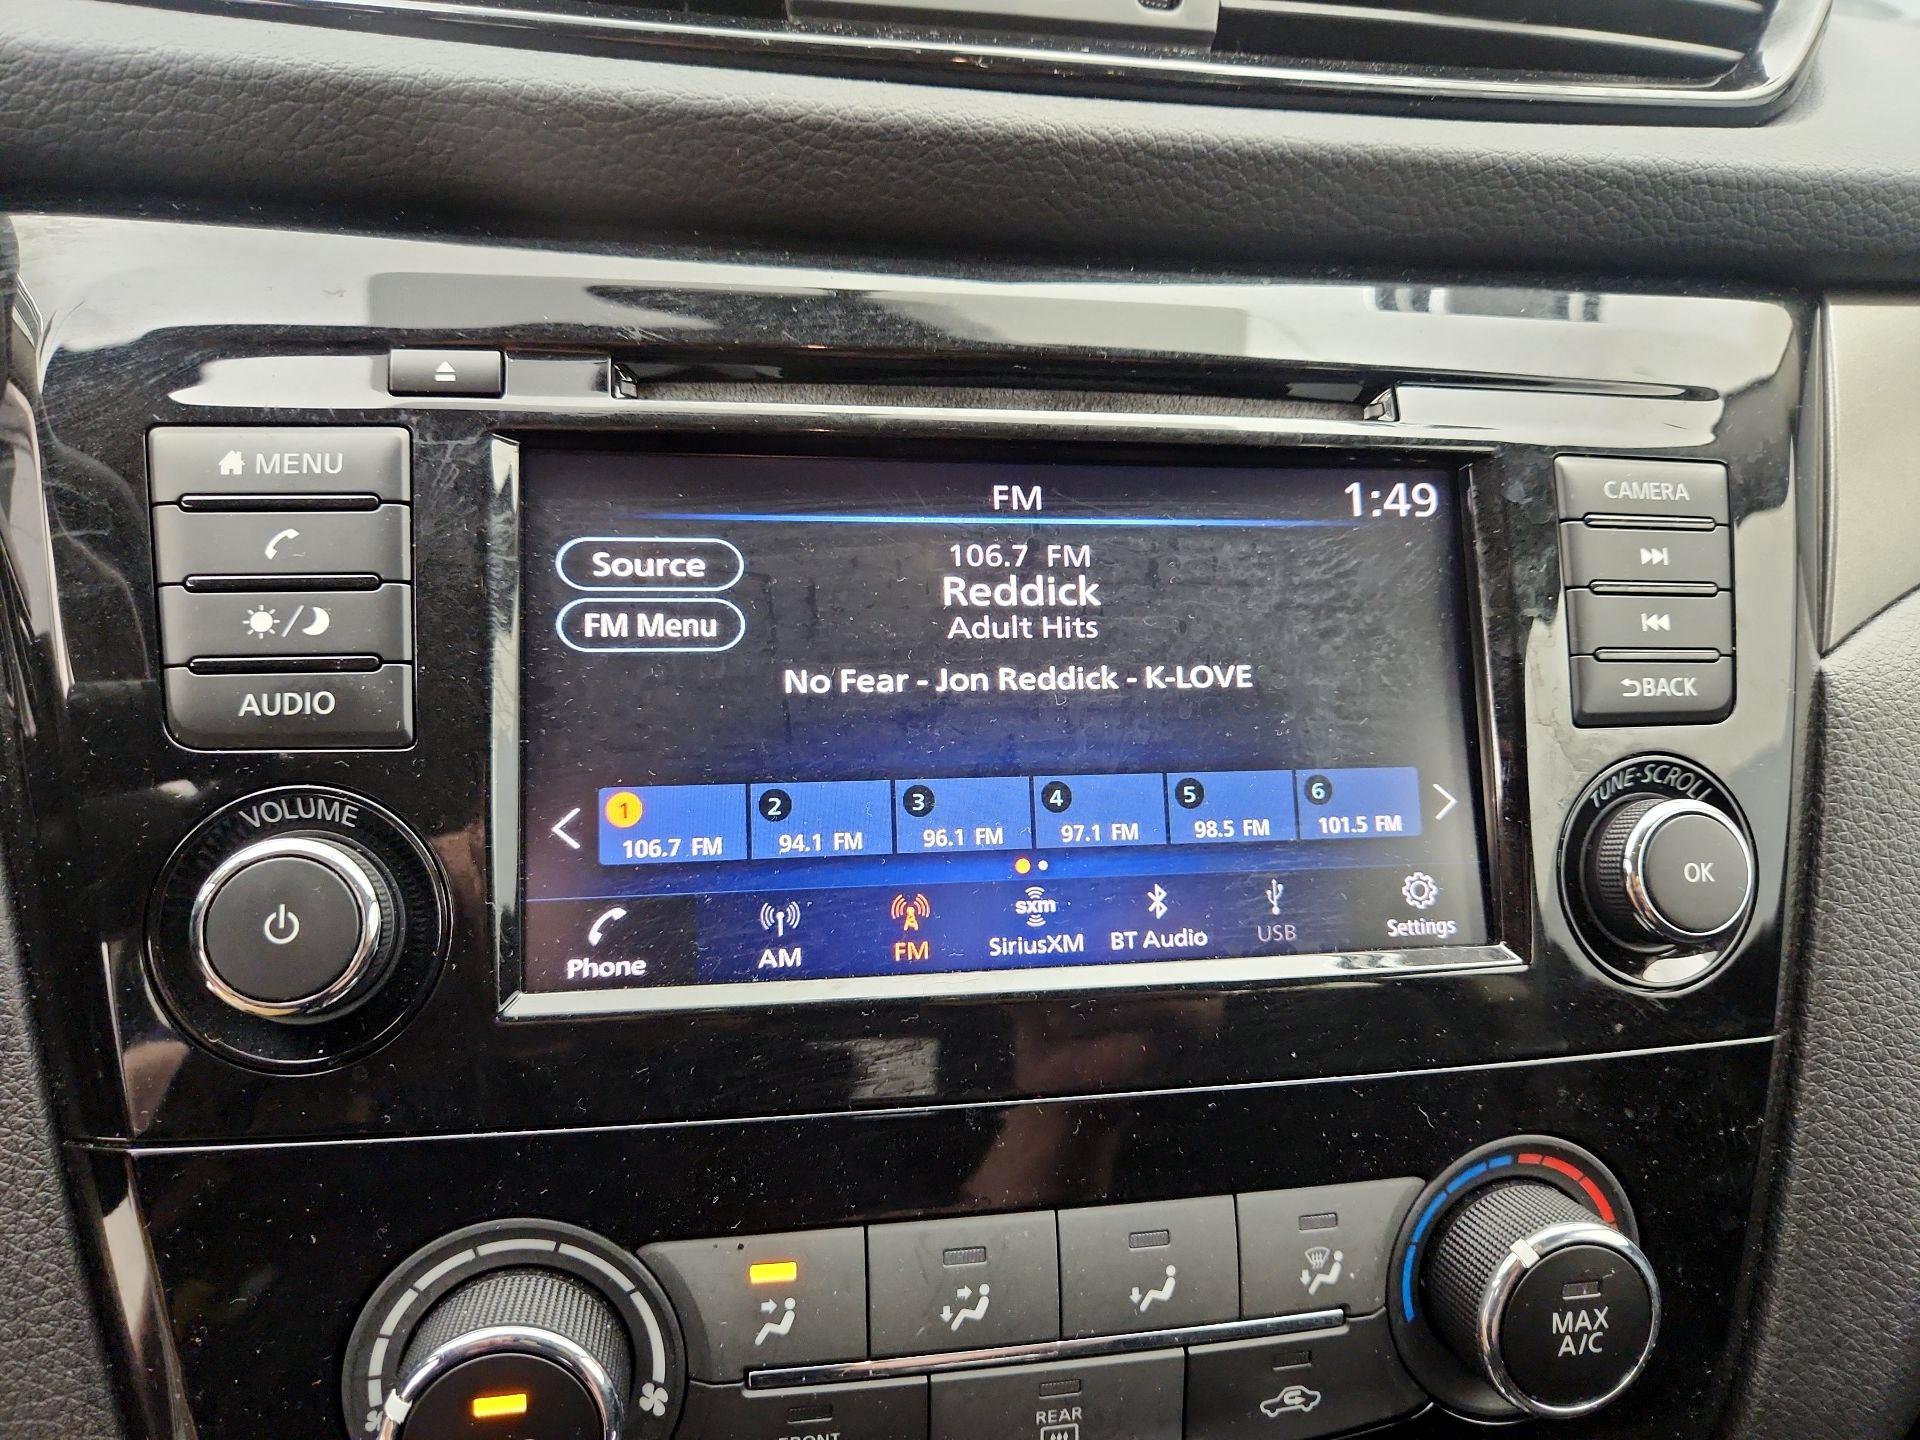 MENU
AUDIO
VOLUME
FM
1:49
Source
FM Menu
106.7 FM
Reddick
Adult Hits
No Fear - Jon Reddick - K-LOVE
1
2
3
4
5
6
106.7 FM
94.1 FM
96.1 FM
97.1 FM
98.5 FM
101.5 FM
Phone
AM
FM
sxm
SiriusXM
BT Audio
USB
Settings
CAMERA
BACK
TUNE-SCROLL
OK
MAX
A/C
FRONT
REAR